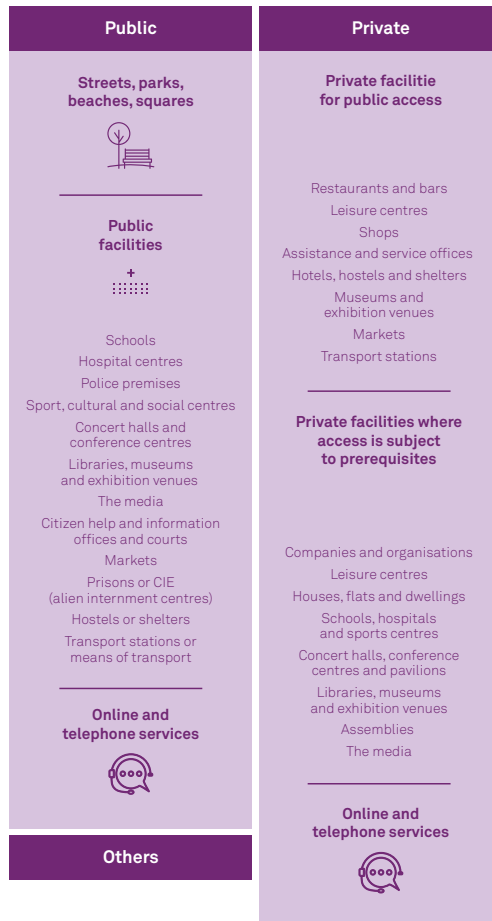 Public
Streets, parks,
beaches, squares
Public
facilities
Schools
Hospital centres
Police premises
Sport, cultural and social centres
Concert halls and
conference centres
Libraries, museums
and exhibition venues
The media
Citizen help and information
offices and courts
Markets
Prisons or CIE
(alien internment centres)
Hostels or shelters
Transport stations or
means of transport
Online and
telephone services
Others
Private
Private facilitie
for public access
Restaurants and bars
Leisure centres
Shops
Assistance and service offices
Hotels, hostels and shelters
Museums and
exhibition venues
Markets
Transport stations
Private facilities where
access is subject
to prerequisites
Companies and organisations
Leisure centres
Houses, flats and dwellings
Schools, hospitals
and sports centres
Concert halls, conference
centres and pavilions
Libraries, museums
and exhibition venues
Assemblies
The media
Online and
telephone services